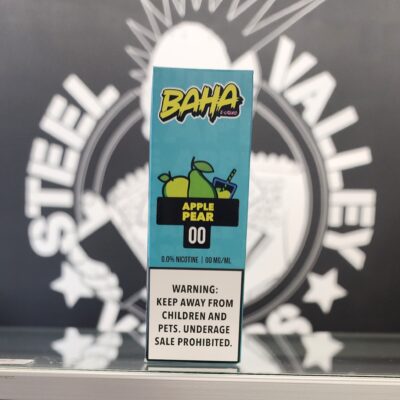 STEEL
VALLEY
BAHA
APPLE
PEAR
00
0.0% NICOTINE | 00 MG/ML
WARNING:
KEEP AWAY FROM
CHILDREN AND
PETS. UNDERAGE
SALE PROHIBITED.